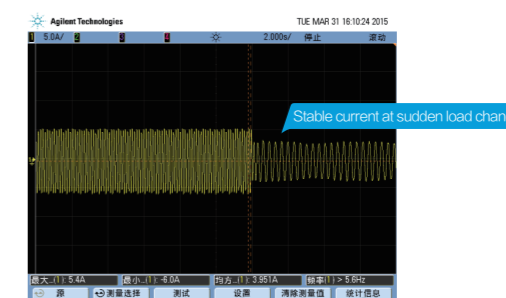 Agilent Technologies
TUE MAR 31 16:10:24 2015
1 5.0A/ 2 3 4 2.000s/ 停止 滚动
Stable current at sudden load chan
最大...(1): 5.4A 最小...(1): -6.0A 均方...(1): 3.951A 频率(1) > 5.6Hz
源 测量选择 测试 设置 清除测量值 统计信息